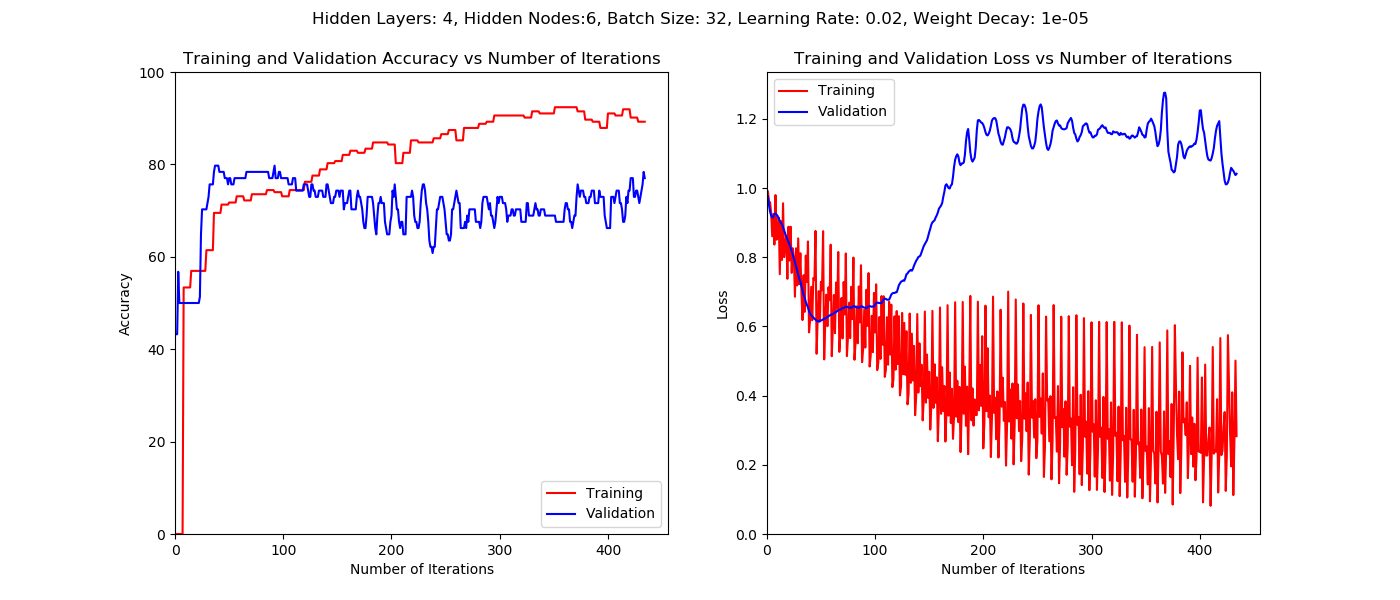 Hidden Layers: 4, Hidden Nodes:6, Batch Size: 32, Learning Rate: 0.02, Weight Decay: 1e-05
Training and Validation Accuracy vs Number of Iterations
100
80
60
40
20
0
Accuracy
0 100 200 300 400
Number of Iterations
Training
Validation
Training and Validation Loss vs Number of Iterations
Training
Validation
1.2
1.0
0.8
0.6
0.4
0.2
0.0
Loss
0 100 200 300 400
Number of Iterations